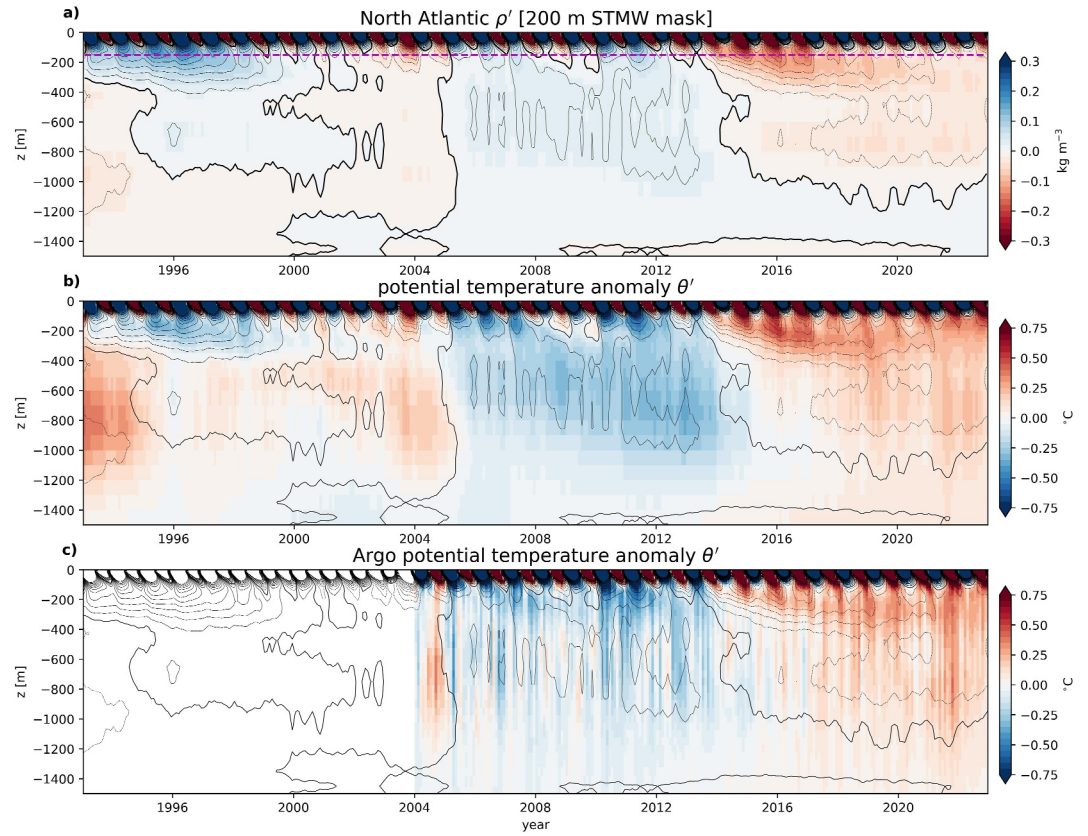 a)
North Atlantic ρ′ [200 m STMW mask]
0
−200
−400
−600
−800
−1000
−1200
−1400
z [m]
1996 2000 2004 2008 2012 2016 2020
0.3
0.2
0.1
0.0
−0.1
−0.2
−0.3
kg m⁻³
b)
potential temperature anomaly θ′
0
−200
−400
−600
−800
−1000
−1200
−1400
z [m]
1996 2000 2004 2008 2012 2016 2020
0.75
0.50
0.25
0.00
−0.25
−0.50
−0.75
°C
c)
Argo potential temperature anomaly θ′
0
−200
−400
−600
−800
−1000
−1200
−1400
z [m]
1996 2000 2004 2008 2012 2016 2020
year
0.75
0.50
0.25
0.00
−0.25
−0.50
−0.75
°C